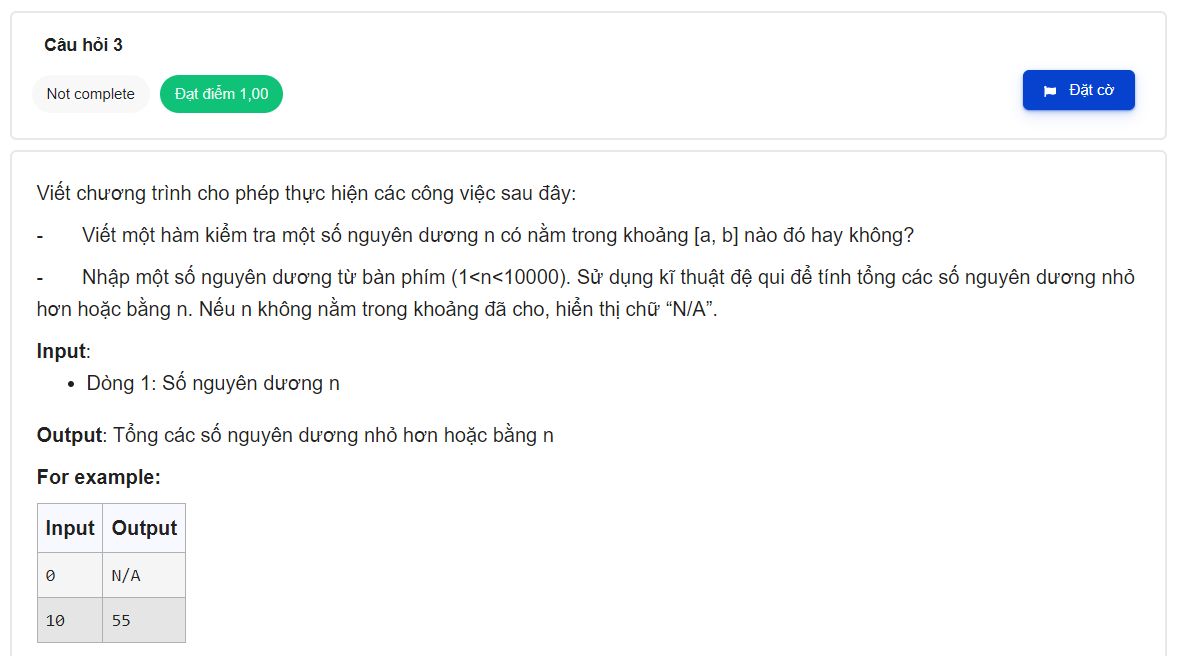 Câu hỏi 3
Not complete
Đạt điểm 1,00
Đặt cờ
Viết chương trình cho phép thực hiện các công việc sau đây:
- Viết một hàm kiểm tra một số nguyên dương n có nằm trong khoảng [a, b] nào đó hay không?
- Nhập một số nguyên dương từ bàn phím (1<n<10000). Sử dụng kĩ thuật đệ qui để tính tổng các số nguyên dương nhỏ
hơn hoặc bằng n. Nếu n không nằm trong khoảng đã cho, hiển thị chữ “N/A”.
Input:
• Dòng 1: Số nguyên dương n
Output: Tổng các số nguyên dương nhỏ hơn hoặc bằng n
For example:
Input Output
0 N/A
10 55